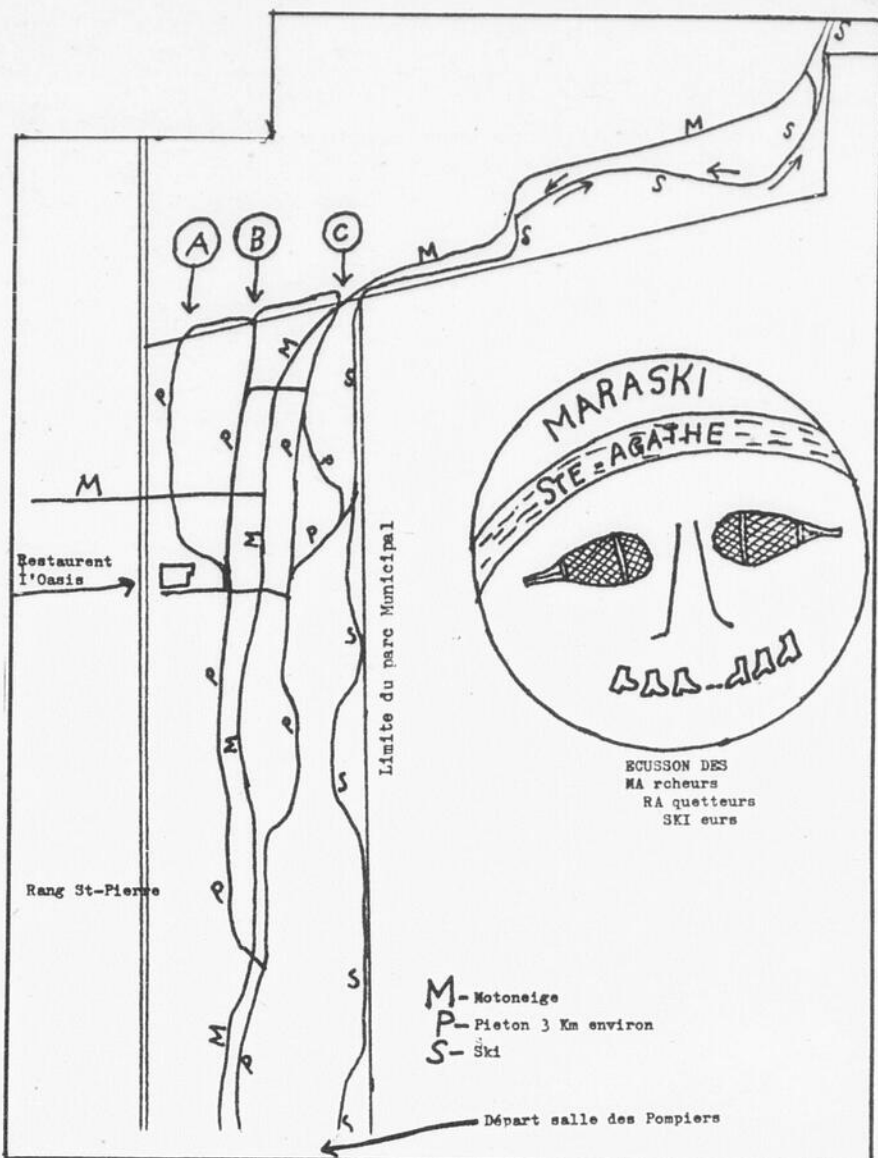 S
M
S
S
M
S
A
B
C
M
S
P
P
P
P
M
P
M
MARASKI
STE=AGATHE
Restaurent
I'Oasis
Limite du parc Municipal
S
P
P
M
S
ECUSSON DES
MA rcheurs
RA quetteurs
SKI eurs
Rang St-Pierre
P
S
M- Motoneige
P- Pieton 3 Km environ
S- Ski
M
P
S
Départ salle des Pompiers